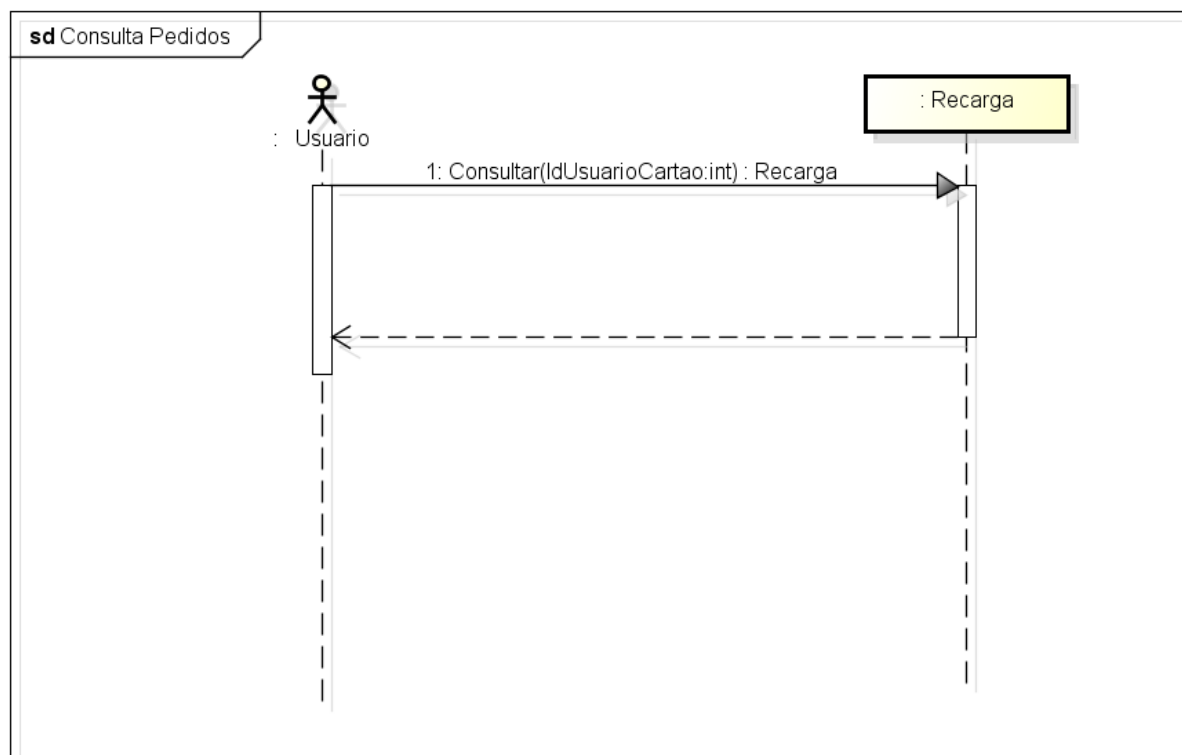 sd Consulta Pedidos
: Usuario
: Recarga
1: Consultar(IdUsuarioCartao:int) : Recarga